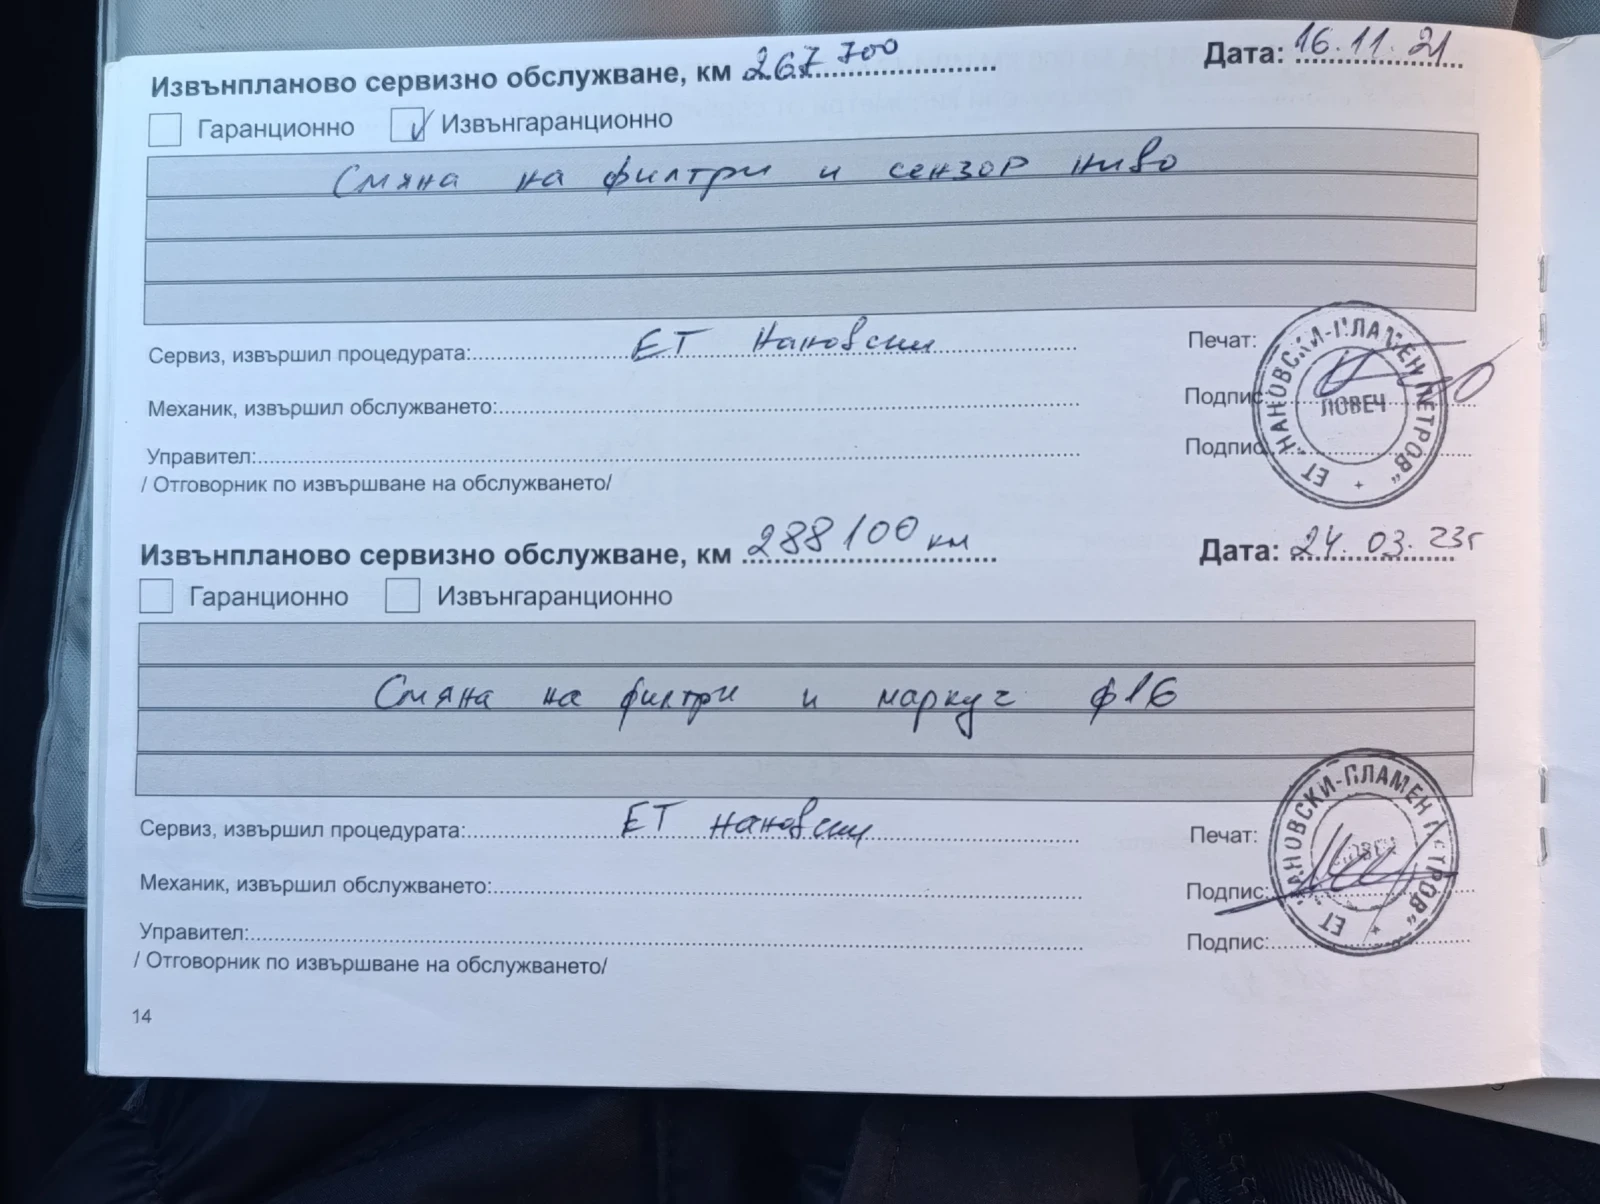 Извънпланово сервизно обслужване, км 267 700 Дата: 16.11.21
Гаранционно Извънгаранционно
Смяна на филтри и сензор ниво
Сервиз, извършил процедурата: ЕТ Нановски Печат:
Механик, извършил обслужването: Подпис:
Управител: Подпис:
/ Отговорник по извършване на обслужването/
ЕТ "НАНОВСКИ-ПЛАМЕН ПЕТРОВ"
ЛОВЕЧ
Извънпланово сервизно обслужване, км 288 100 км Дата: 24.03.23г
Гаранционно Извънгаранционно
Смяна на филтри и маркуч ф16
Сервиз, извършил процедурата: ЕТ Нановски Печат:
Механик, извършил обслужването: Подпис:
Управител: Подпис:
/ Отговорник по извършване на обслужването/
ЕТ "НАНОВСКИ-ПЛАМЕН ПЕТРОВ"
ЛОВЕЧ
14